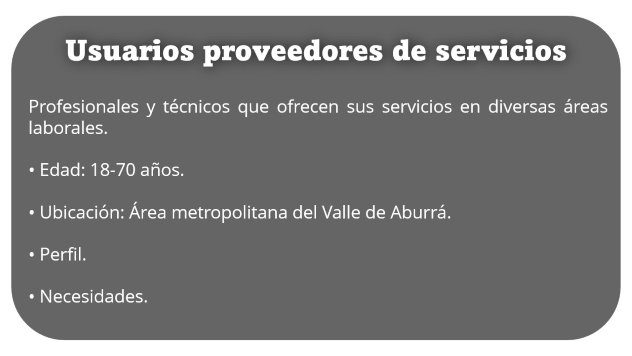 Usuarios proveedores de servicios
Profesionales y técnicos que ofrecen sus servicios en diversas áreas
laborales.
• Edad: 18-70 años.
• Ubicación: Área metropolitana del Valle de Aburrá.
• Perfil.
• Necesidades.